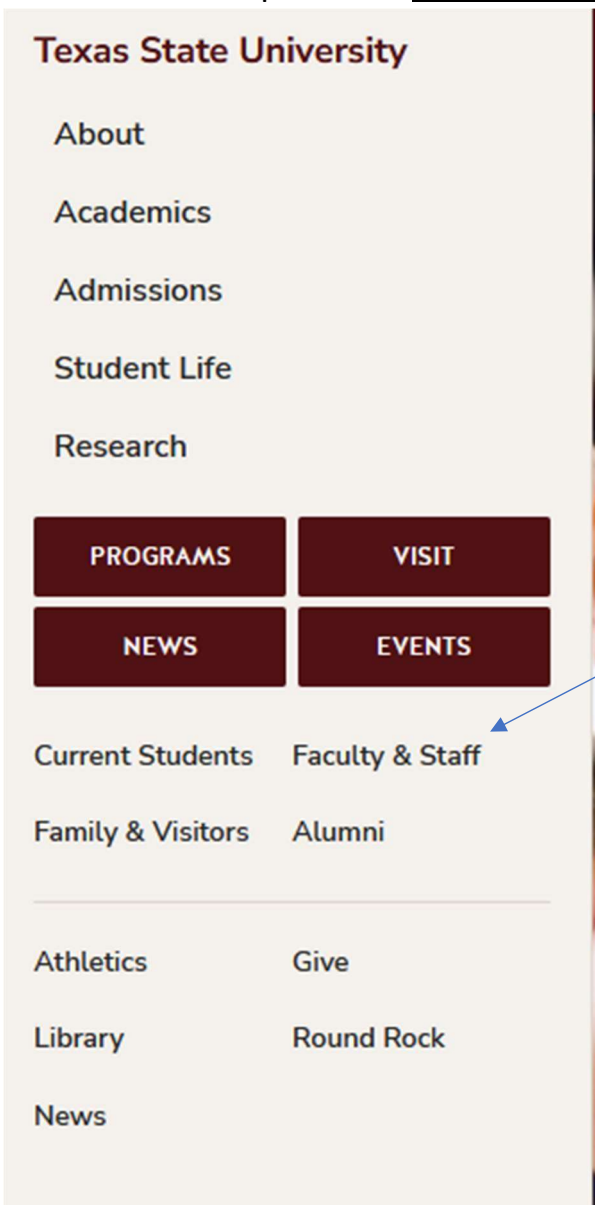 Texas State University
About
Academics
Admissions
Student Life
Research
PROGRAMS VISIT
NEWS EVENTS
Current Students Faculty & Staff
Family & Visitors Alumni
Athletics Give
Library Round Rock
News